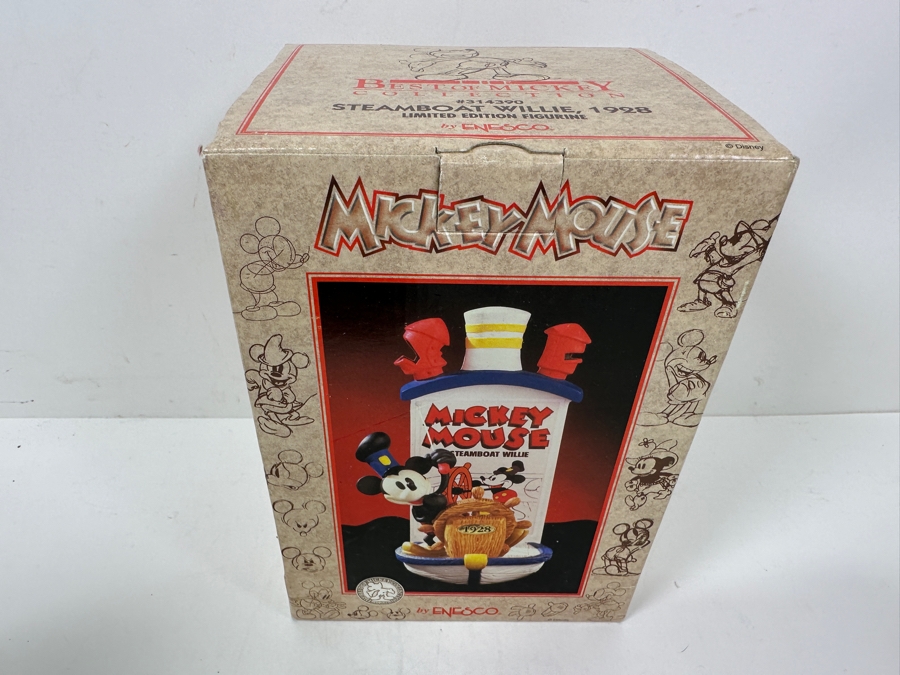 BEST OF MICKEY
COLLECTION
#314390
STEAMBOAT WILLIE, 1928
LIMITED EDITION FIGURINE
by ENESCO.
© Disney
MICKEY MOUSE
MICKEY
MOUSE
STEAMBOAT WILLIE
1928
by ENESCO.